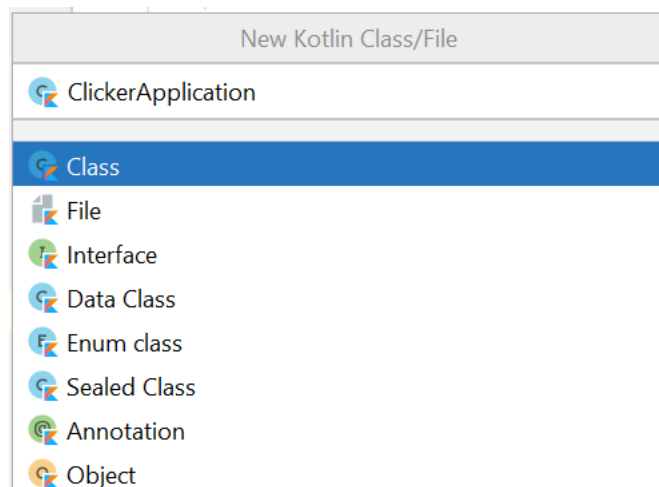 New Kotlin Class/File
ClickerApplication
Class
File
Interface
Data Class
Enum class
Sealed Class
Annotation
Object